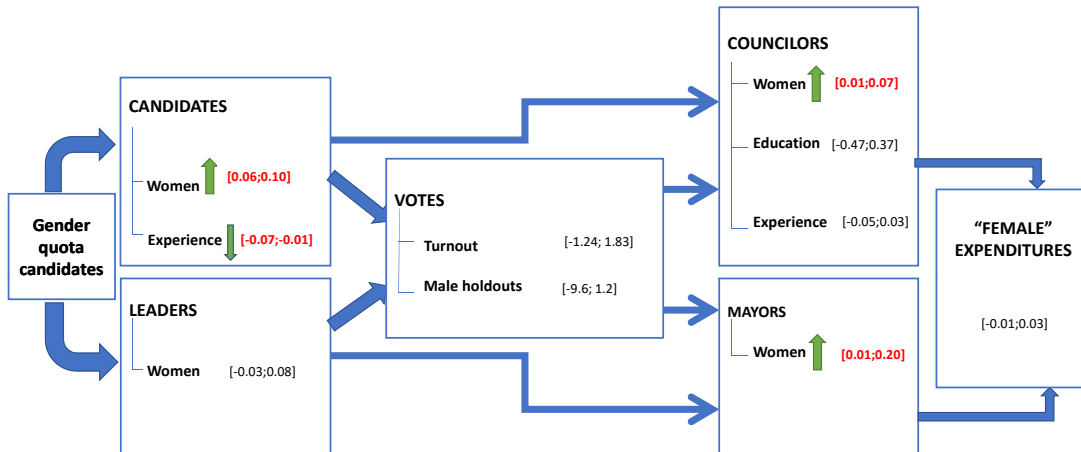 Gender
quota
candidates
CANDIDATES
Women [0.06;0.10]
Experience [-0.07;-0.01]
LEADERS
Women [-0.03;0.08]
VOTES
Turnout [-1.24; 1.83]
Male holdouts [-9.6; 1.2]
COUNCILORS
Women [0.01;0.07]
Education [-0.47;0.37]
Experience [-0.05;0.03]
MAYORS
Women [0.01;0.20]
“FEMALE”
EXPENDITURES
[-0.01;0.03]